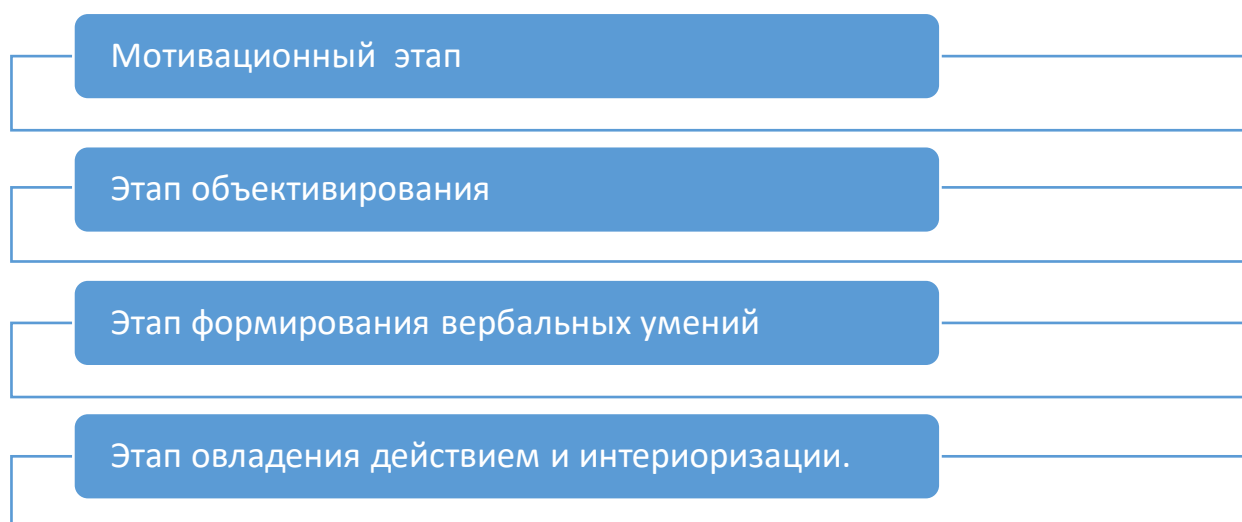 Мотивационный  этап
Этап объективирования
Этап формирования вербальных умений
Этап овладения действием и интериоризации.